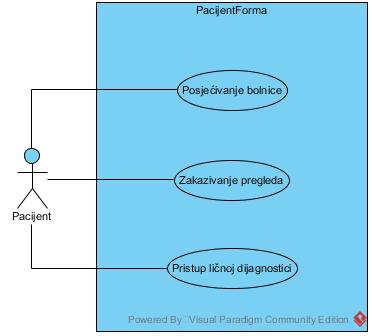 PacijentForma
Posjećivanje bolnice
Zakazivanje pregleda
Pacijent
Pristup ličnoj dijagnostici
Powered By Visual Paradigm Community Edition